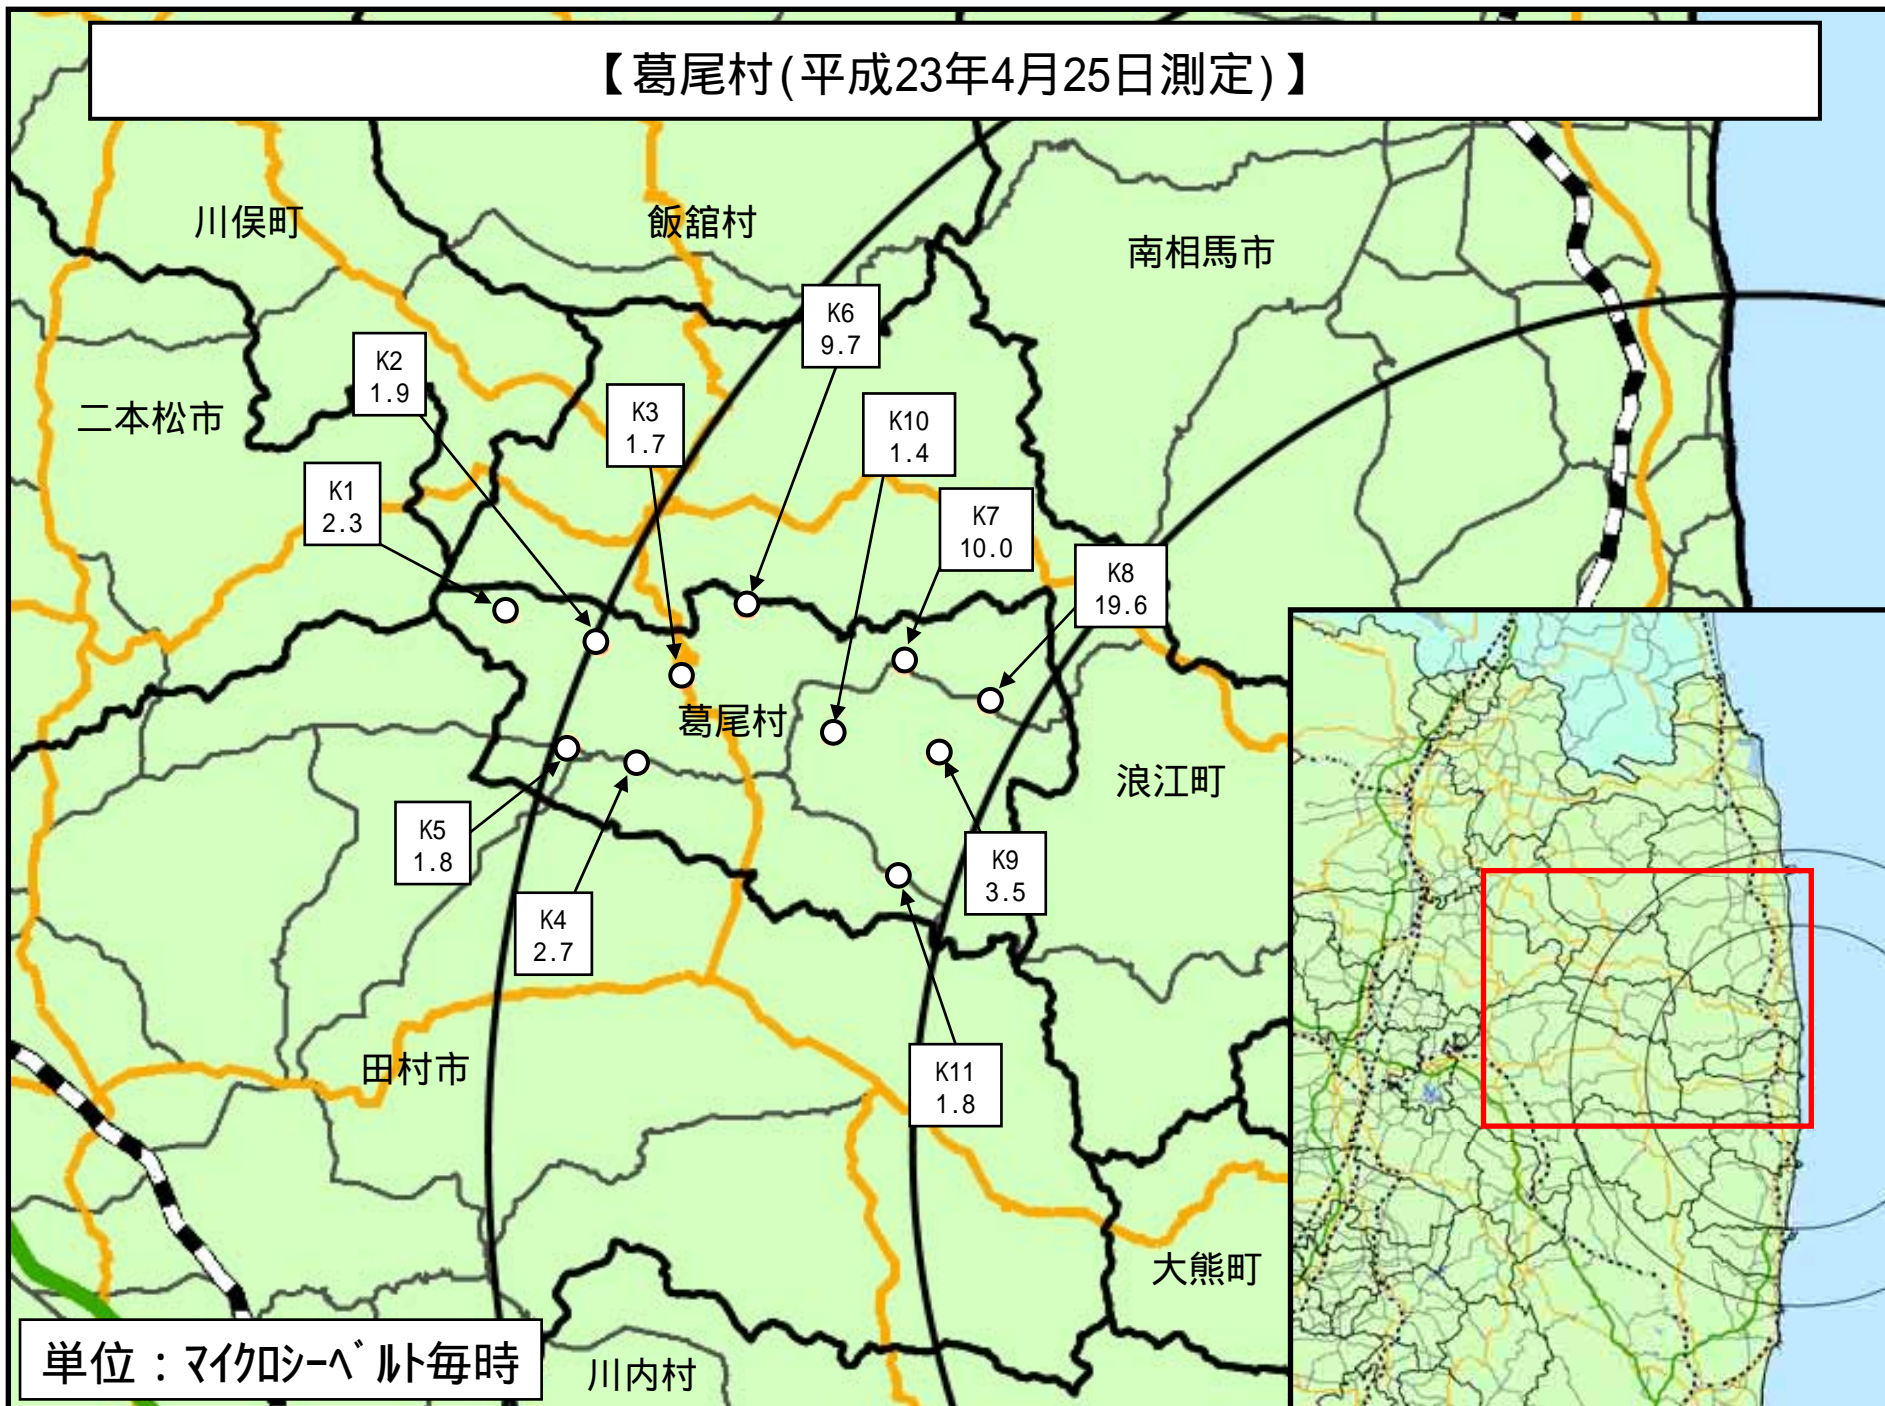 【葛尾村(平成23年4月25日測定)】
川俣町
飯舘村
南相馬市
K6
9.7
K2
1.9
二本松市
K3
1.7
K10
1.4
K1
2.3
K7
10.0
K8
19.6
葛尾村
浪江町
K5
1.8
K9
3.5
K4
2.7
田村市
K11
1.8
大熊町
単位：マイクロシーベルト毎時
川内村